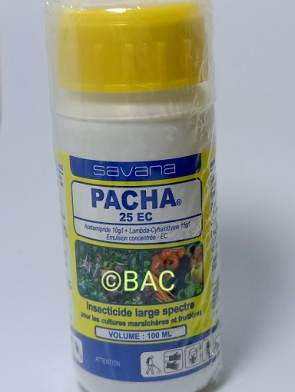 savana
PACHA®
25 EC
Acétamipride 10g/l + Lambda-Cyhalothrine 15g/l
Emulsion concentrée - EC
©BAC
Insecticide large spectre
pour les cultures maraîchères et fruitières
VOLUME : 100 ML
ATTENTION